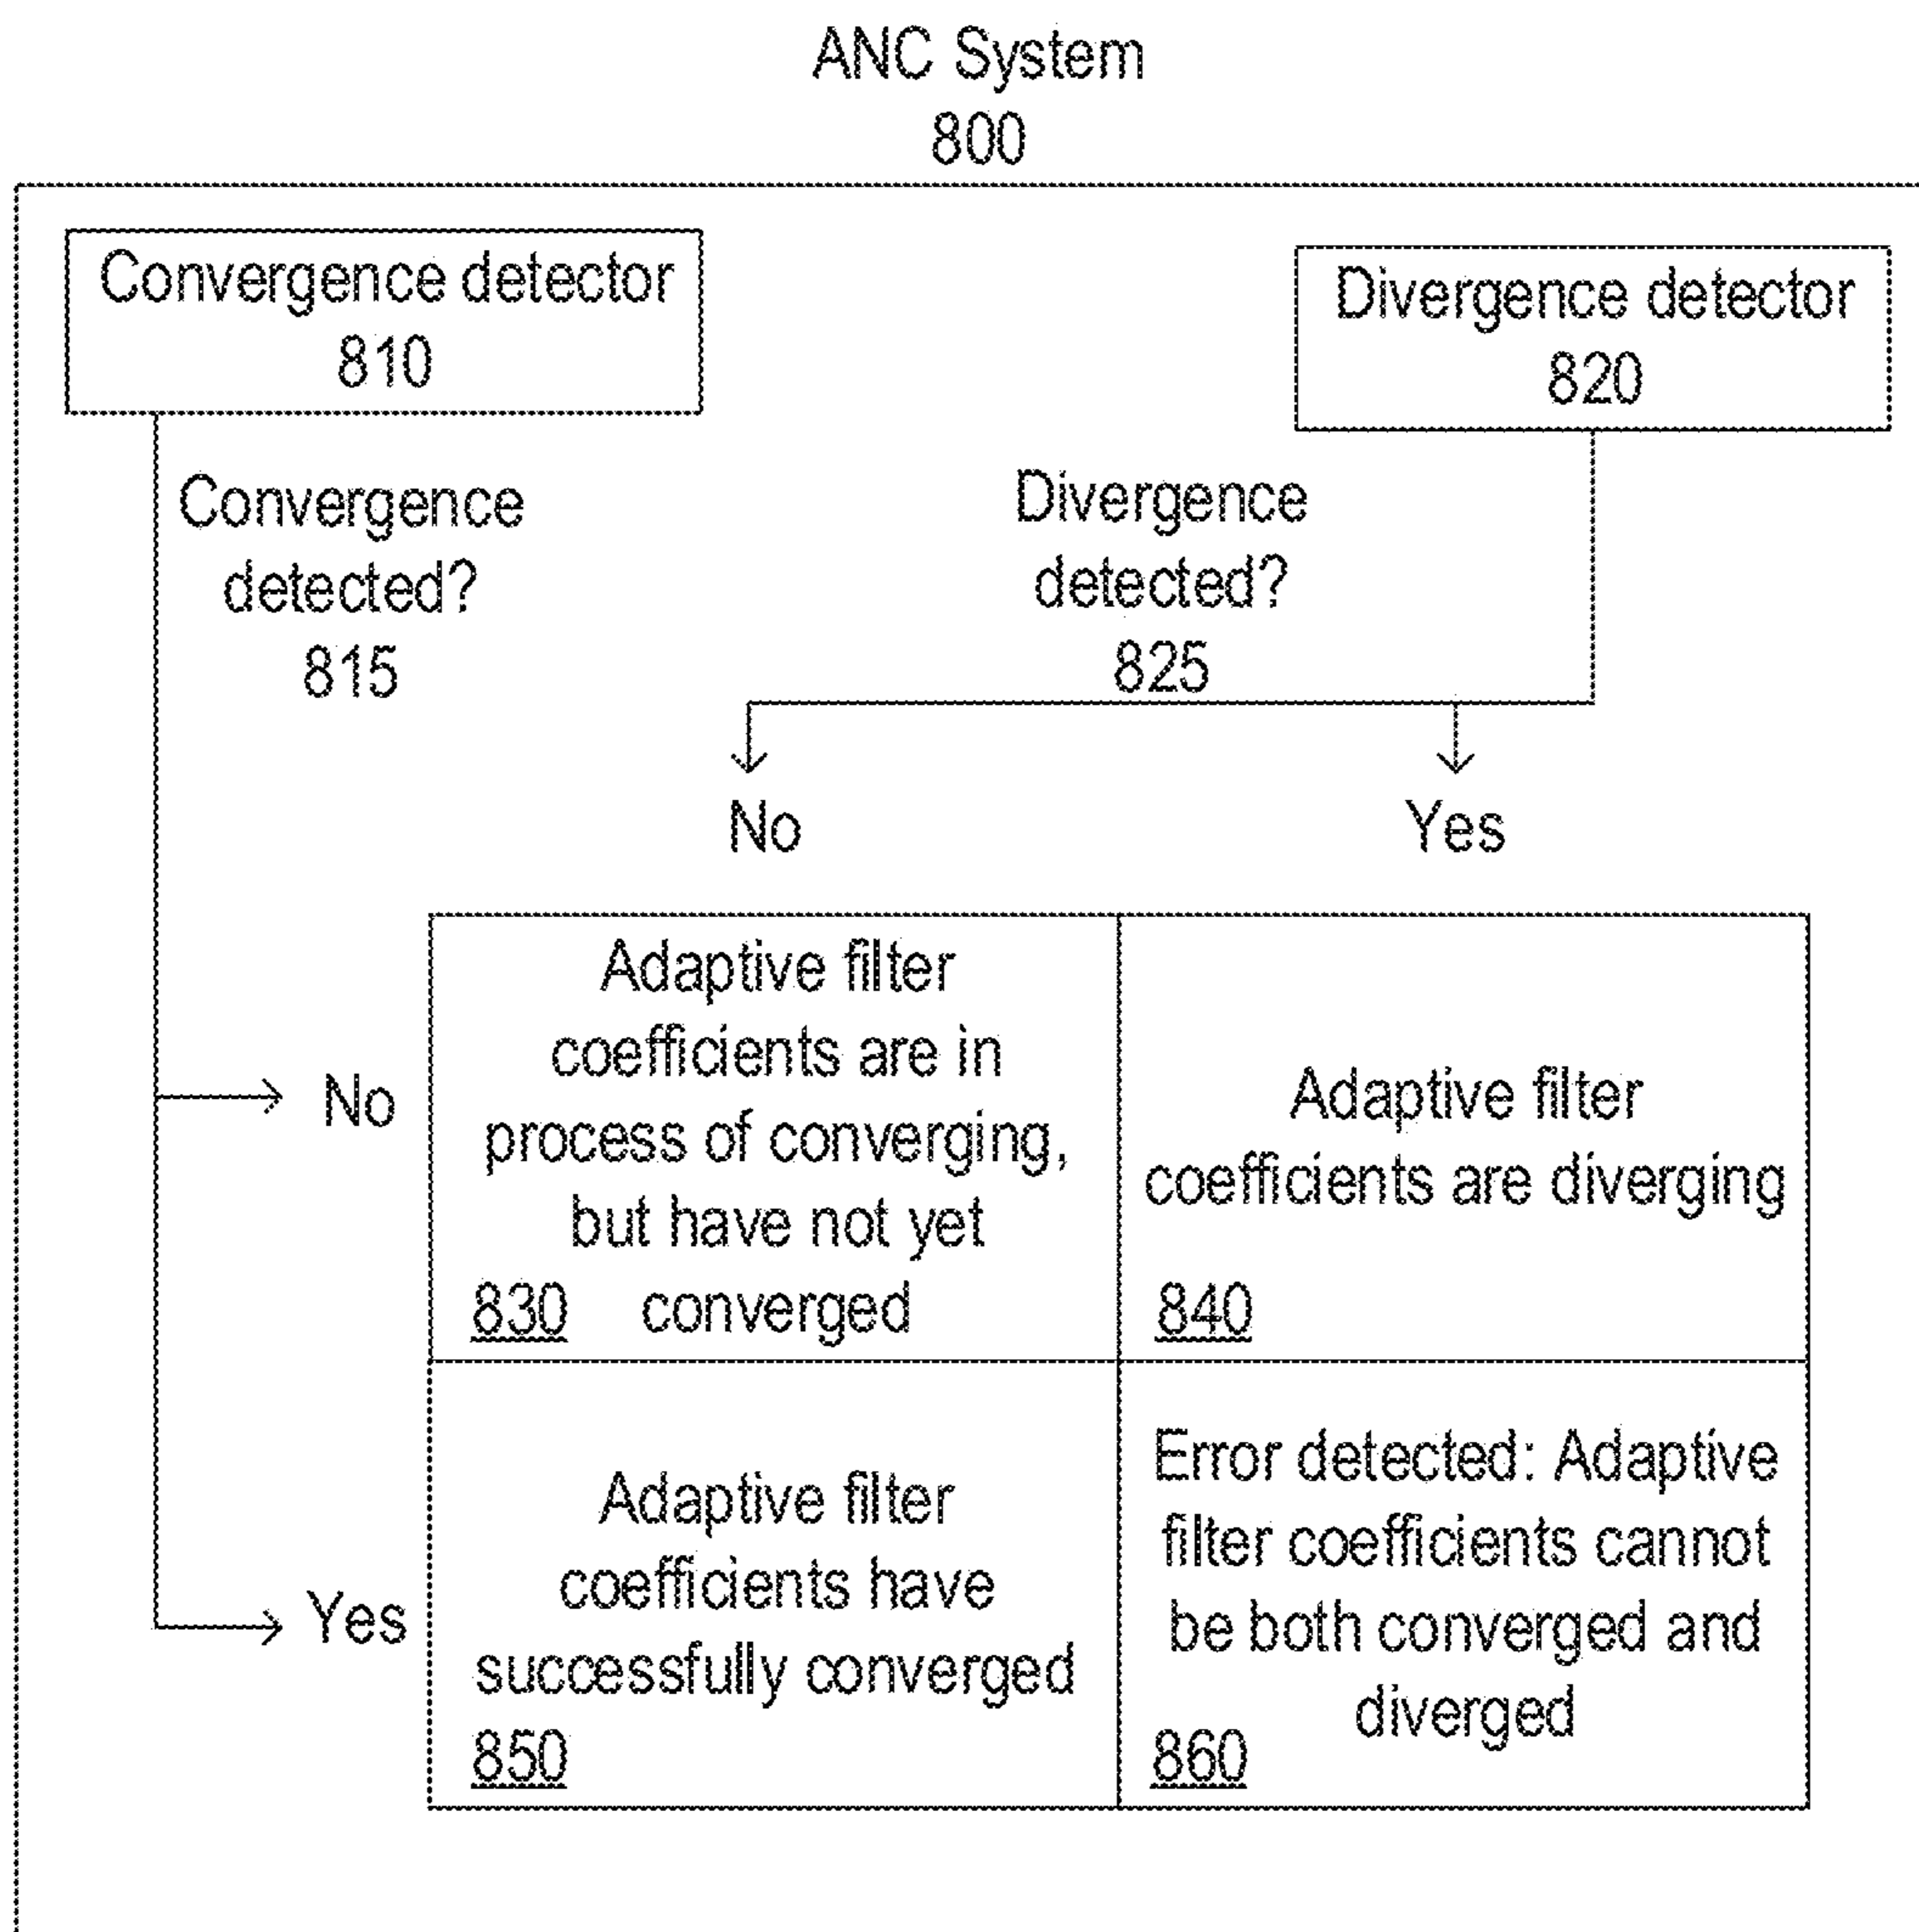 ANC System
800
Convergence detector
810
Divergence detector
820
Convergence
detected?
815
Divergence
detected?
825
No
Yes
No
Yes
Adaptive filter
coefficients are in
process of converging,
but have not yet
830 converged
Adaptive filter
coefficients are diverging
840
Adaptive filter
coefficients have
successfully converged
850
Error detected: Adaptive
filter coefficients cannot
be both converged and
diverged
860